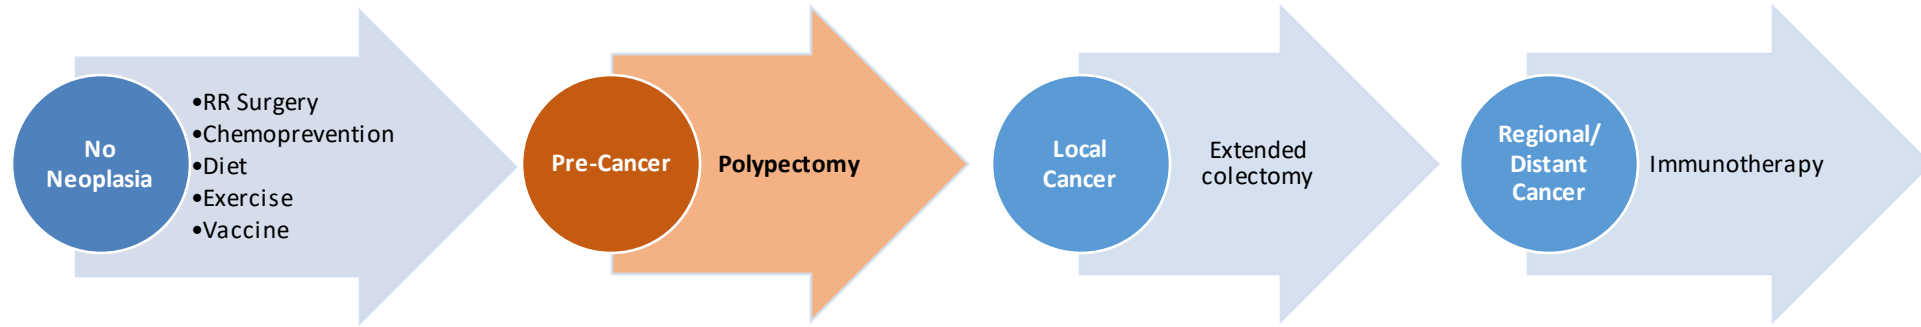 No
Neoplasia
•RR Surgery
•Chemoprevention
•Diet
•Exercise
•Vaccine
Pre-Cancer
Polypectomy
Local
Cancer
Extended
colectomy
Regional/
Distant
Cancer
Immunotherapy